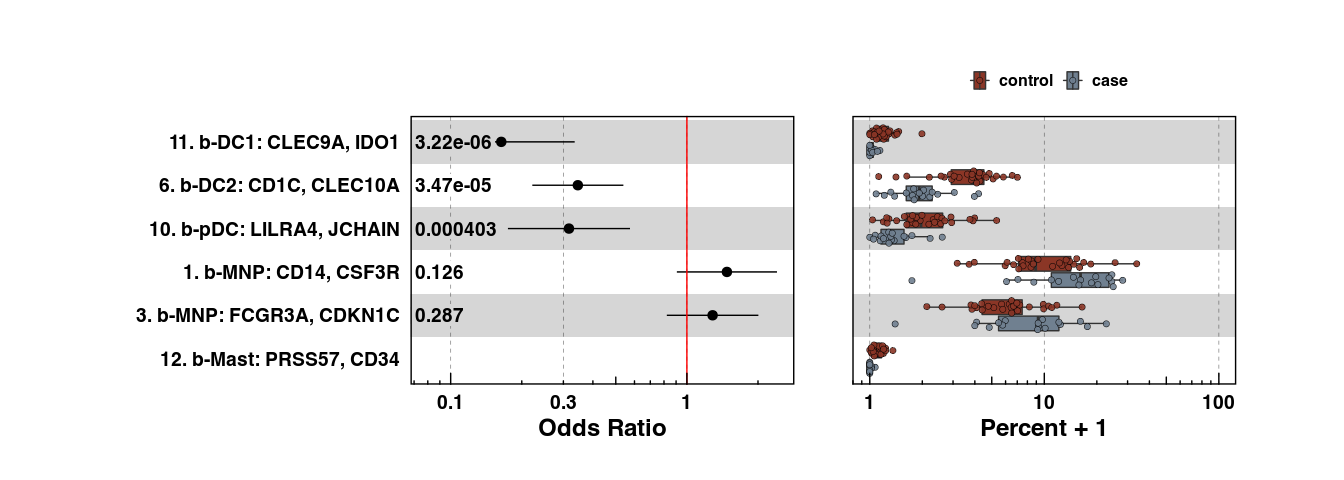 control case
11. b-DC1: CLEC9A, IDO1 3.22e-06
6. b-DC2: CD1C, CLEC10A 3.47e-05
10. b-pDC: LILRA4, JCHAIN 0.000403
1. b-MNP: CD14, CSF3R 0.126
3. b-MNP: FCGR3A, CDKN1C 0.287
12. b-Mast: PRSS57, CD34
0.1 0.3 1
Odds Ratio
1 10 100
Percent + 1